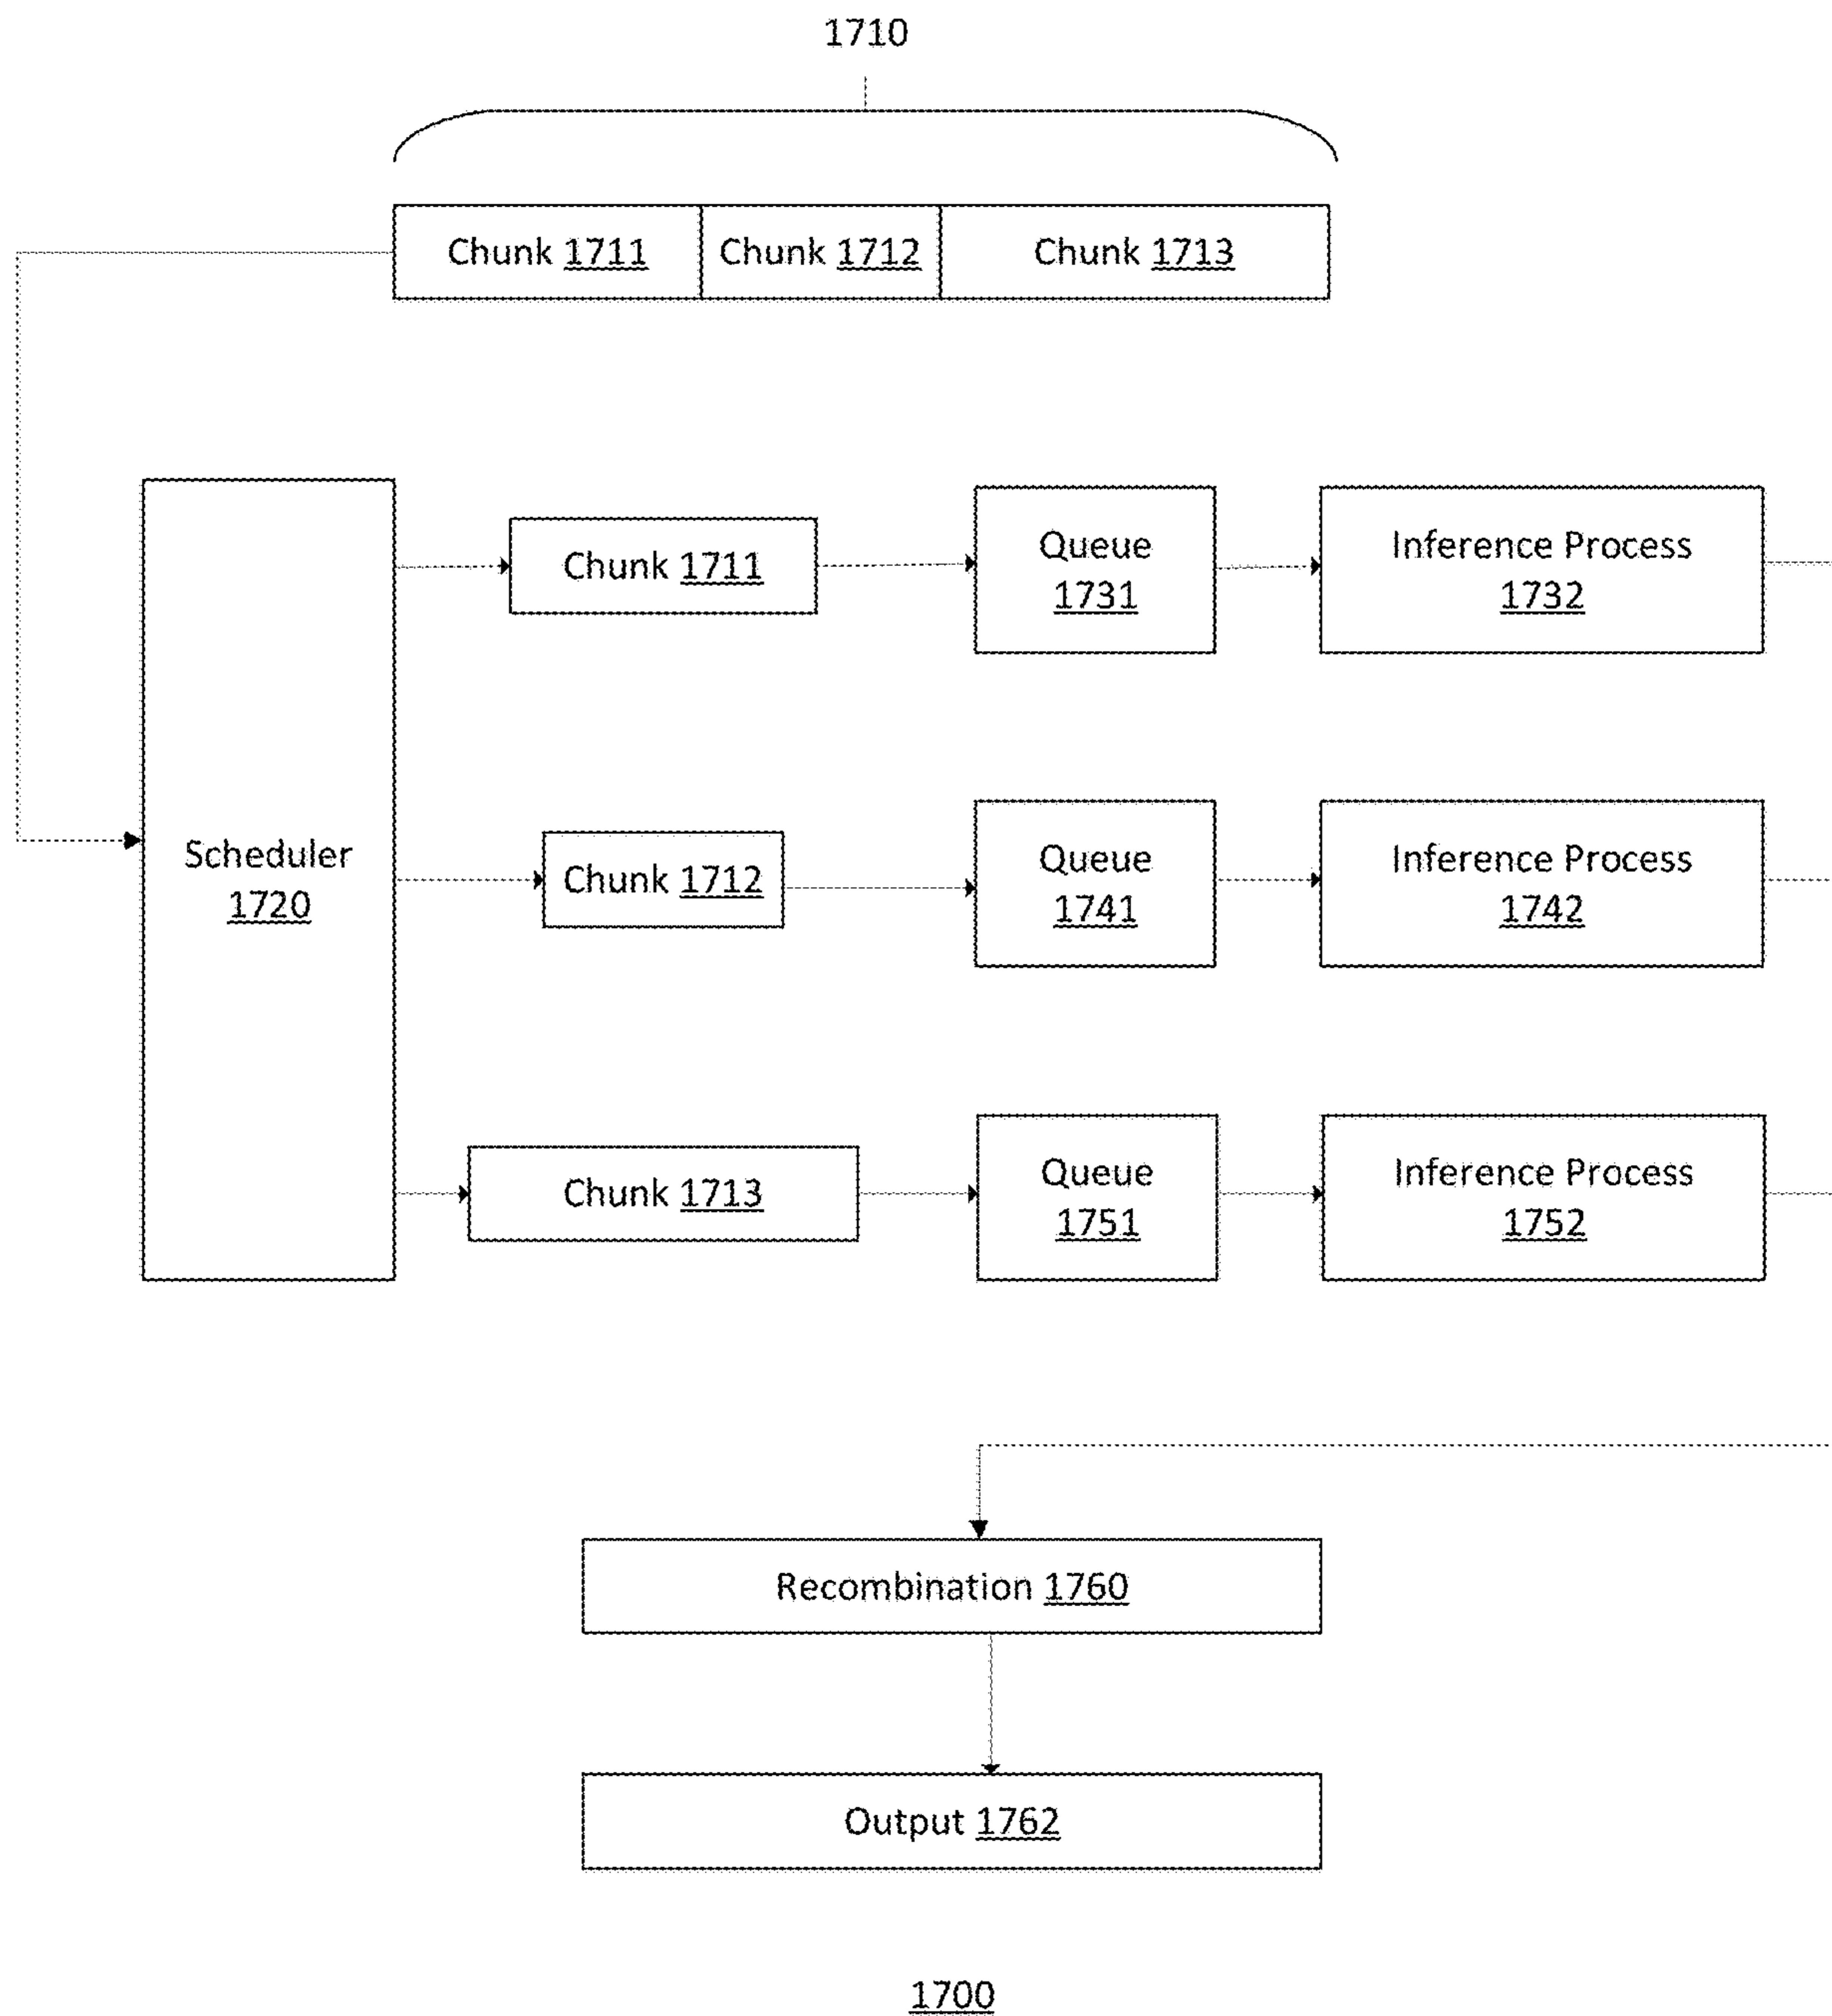 1710
Chunk 1711
Chunk 1712
Chunk 1713
Scheduler
1720
Chunk 1711
Queue
1731
Inference Process
1732
Chunk 1712
Queue
1741
Inference Process
1742
Chunk 1713
Queue
1751
Inference Process
1752
Recombination 1760
Output 1762
1700